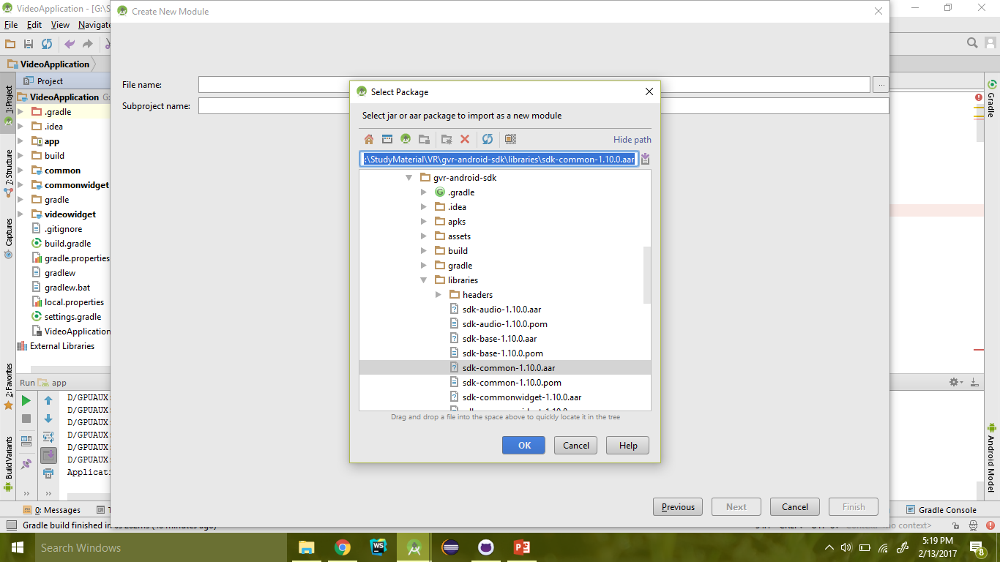 VideoApplication - [G:\S
Create New Module
File Edit View Navigate
VideoApplication
File name:
...
Subproject name:
Project
VideoApplication G:
.gradle
.idea
app
build
common
commonwidget
gradle
videowidget
.gitignore
build.gradle
gradle.properties
gradlew
gradlew.bat
local.properties
settings.gradle
VideoApplication
External Libraries
1: Project
7: Structure
Captures
2: Favorites
Build Variants
Gradle
Android Model
Select Package
Select jar or aar package to import as a new module
Hide path
:\StudyMaterial\VR\gvr-android-sdk\libraries\sdk-common-1.10.0.aar
gvr-android-sdk
.gradle
.idea
apks
assets
build
gradle
libraries
headers
sdk-audio-1.10.0.aar
sdk-audio-1.10.0.pom
sdk-base-1.10.0.aar
sdk-base-1.10.0.pom
sdk-common-1.10.0.aar
sdk-common-1.10.0.pom
sdk-commonwidget-1.10.0.aar
Drag and drop a file into the space above to quickly locate it in the tree
OK Cancel Help
Run app
D/GPUAUX:
D/GPUAUX:
D/GPUAUX:
D/GPUAUX:
D/GPUAUX:
D/GPUAUX:
Applicati
Previous Next Cancel Finish
0: Messages
Gradle Console
Gradle build finished in
Search Windows
5:19 PM
2/13/2017
8